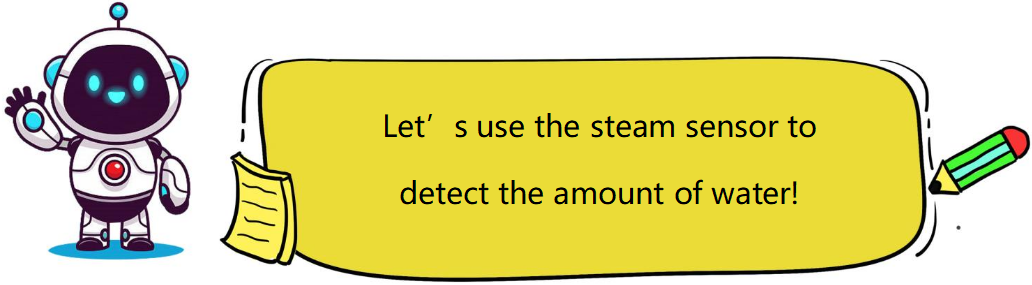 Let’s use the steam sensor to
detect the amount of water!